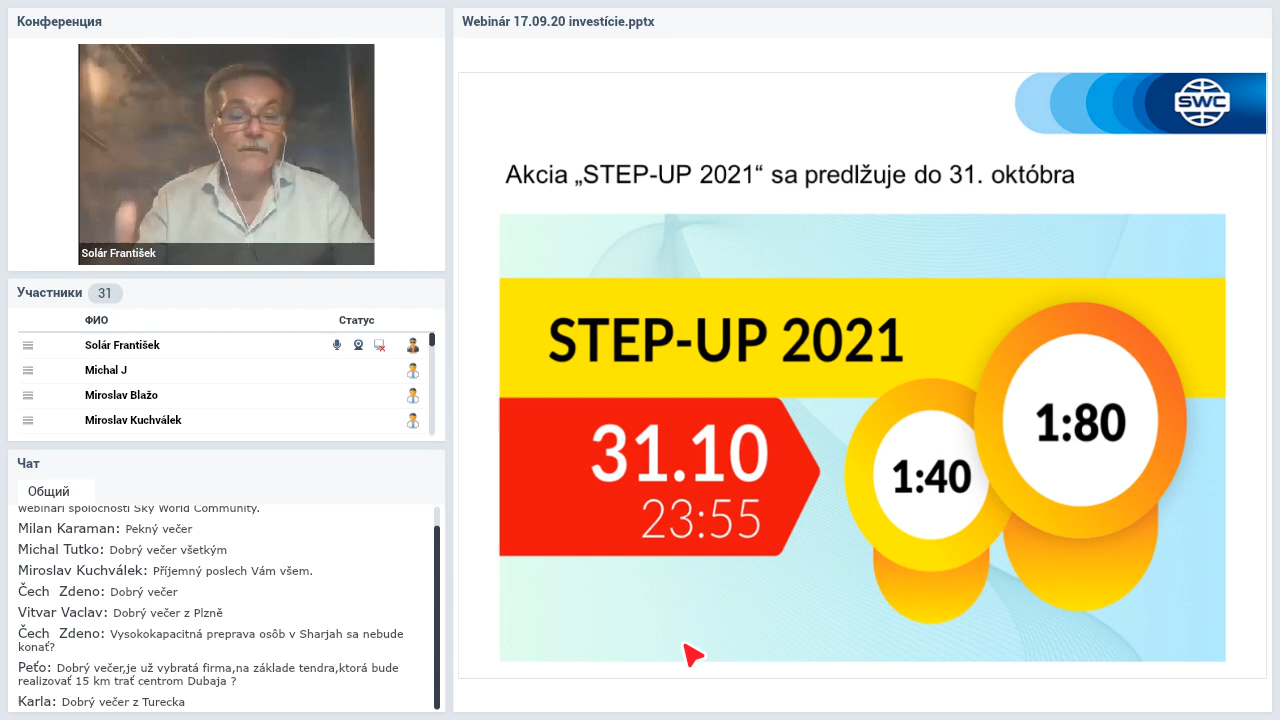 Конференция
Solár František
Участники 31
ФИО Статус
Solár František
Michal J
Miroslav Blažo
Miroslav Kuchválek
Чат
Общий
webinári spoločnosti Sky World Community.
Milan Karaman: Pekný večer
Michal Tutko: Dobrý večer všetkým
Miroslav Kuchválek: Příjemný poslech Vám všem.
Čech Zdeno: Dobrý večer
Vitvar Vaclav: Dobrý večer z Plzně
Čech Zdeno: Vysokokapacitná preprava osôb v Sharjah sa nebude
konať?
Peťo: Dobrý večer,je už vybratá firma,na základe tendra,ktorá bude
realizovať 15 km trať centrom Dubaja ?
Karla: Dobrý večer z Turecka
Webinár 17.09.20 investície.pptx
SWC
Akcia „STEP-UP 2021“ sa predlžuje do 31. októbra
STEP-UP 2021
31.10
23:55
1:40
1:80